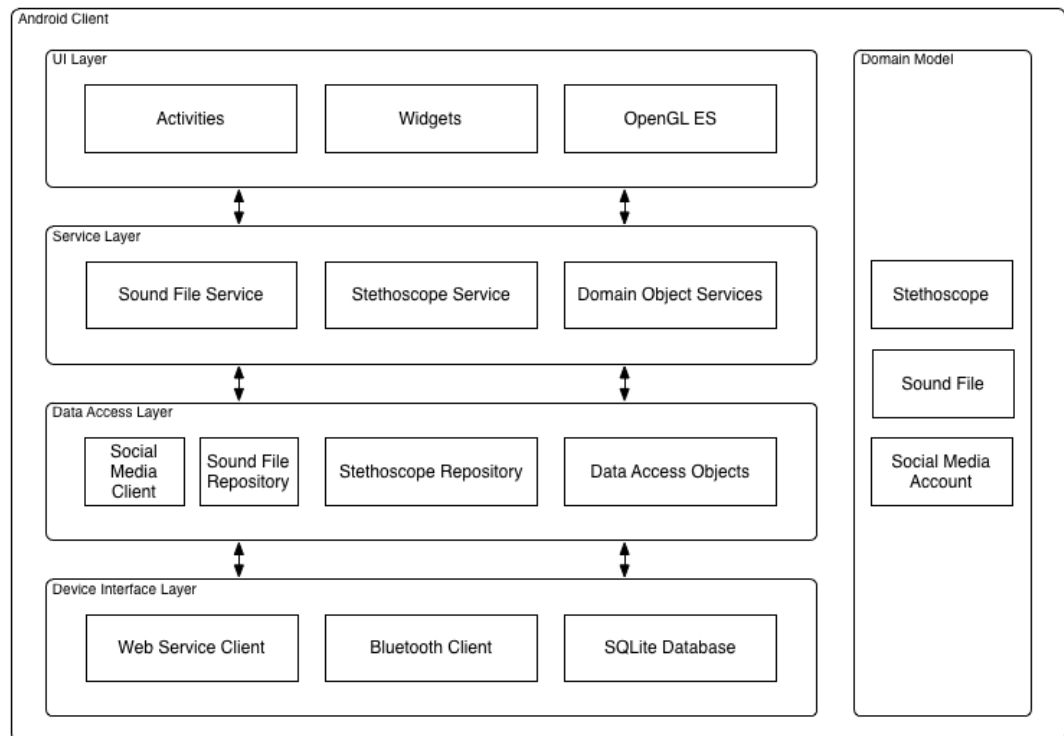 Android Client
UI Layer
Domain Model
Activities
Widgets
OpenGL ES
Service Layer
Sound File Service
Stethoscope Service
Domain Object Services
Stethoscope
Sound File
Data Access Layer
Social
Media
Client
Sound File
Repository
Stethoscope Repository
Data Access Objects
Social Media
Account
Device Interface Layer
Web Service Client
Bluetooth Client
SQLite Database